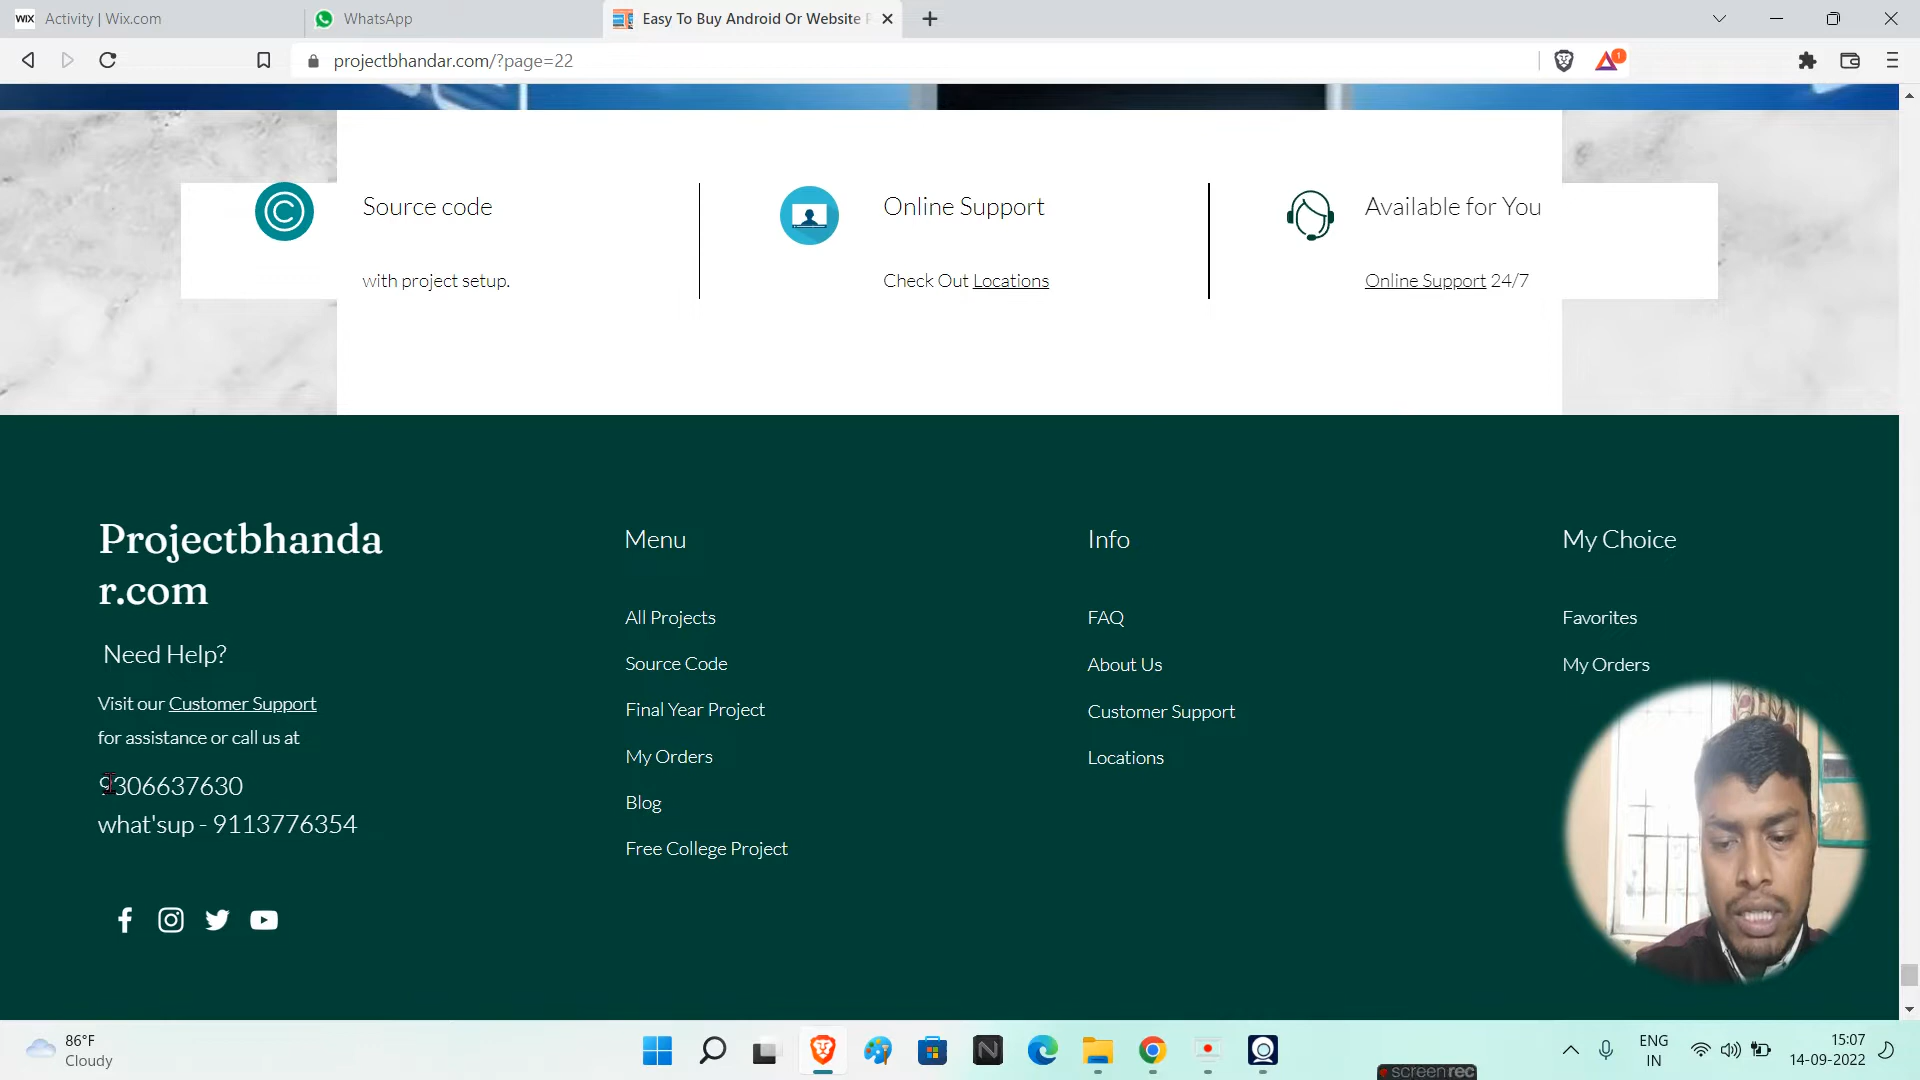 WIX Activity | Wix.com
WhatsApp
Easy To Buy Android Or Website P
projectbhandar.com/?page=22
1
Source code
with project setup.
Online Support
Check Out Locations
Available for You
Online Support 24/7
Projectbhanda
r.com
Need Help?
Visit our Customer Support
for assistance or call us at
9306637630
what'sup - 9113776354
Menu
All Projects
Source Code
Final Year Project
My Orders
Blog
Free College Project
Info
FAQ
About Us
Customer Support
Locations
My Choice
Favorites
My Orders
86°F
Cloudy
screenrec
ENG
IN
15:07
14-09-2022